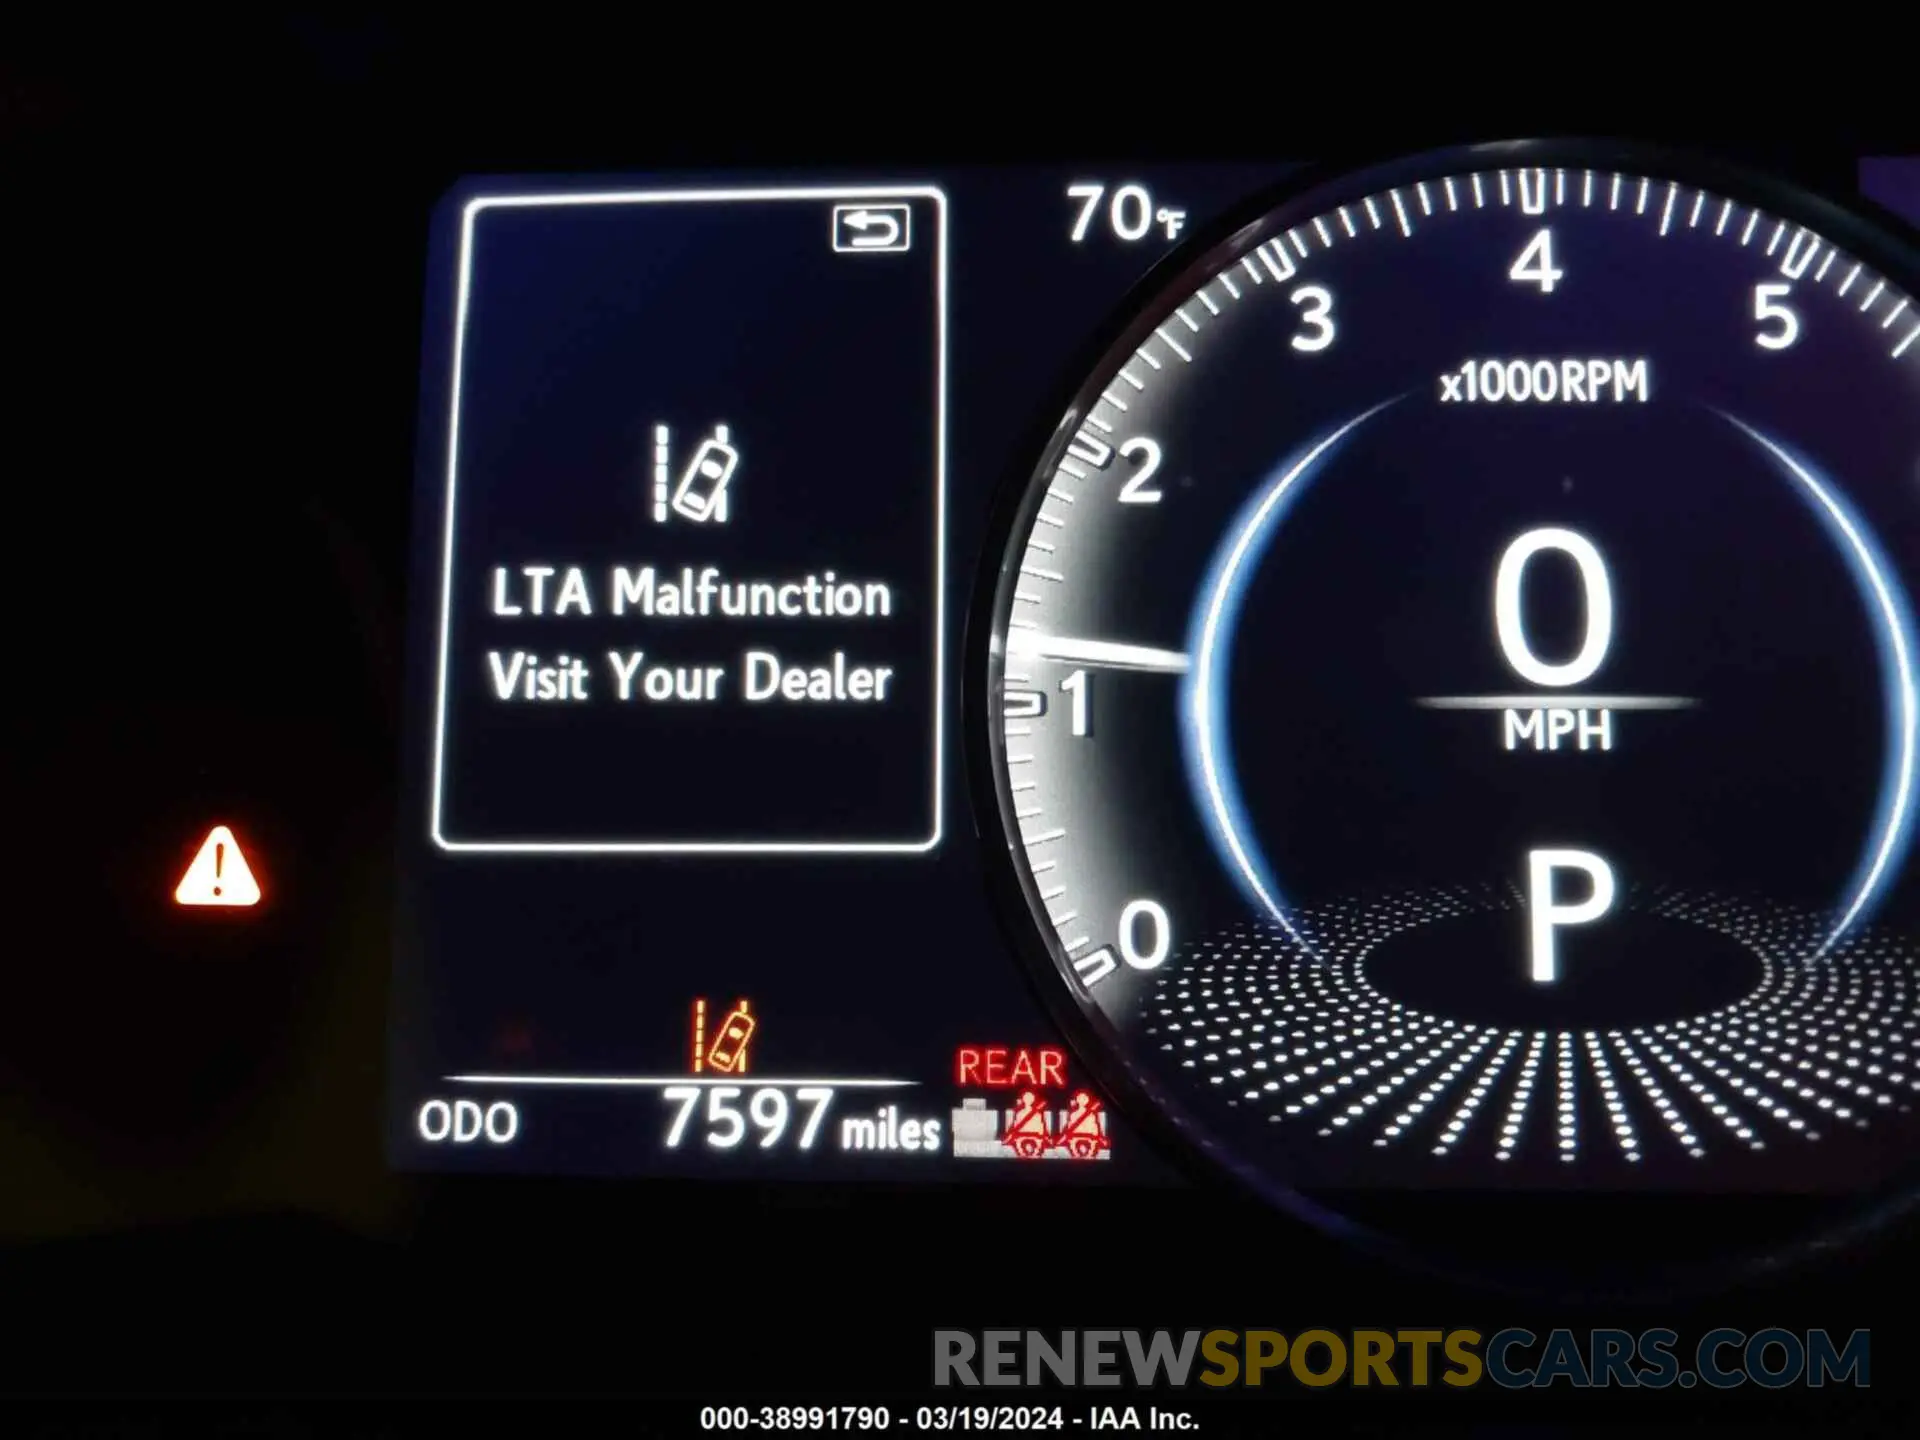 70°F
LTA Malfunction
Visit Your Dealer
0
1
2
3
4
5
x1000RPM
0
MPH
P
REAR
ODO 7597 miles
RENEWSPORTSCARS.COM
000-38991790 - 03/19/2024 - IAA Inc.